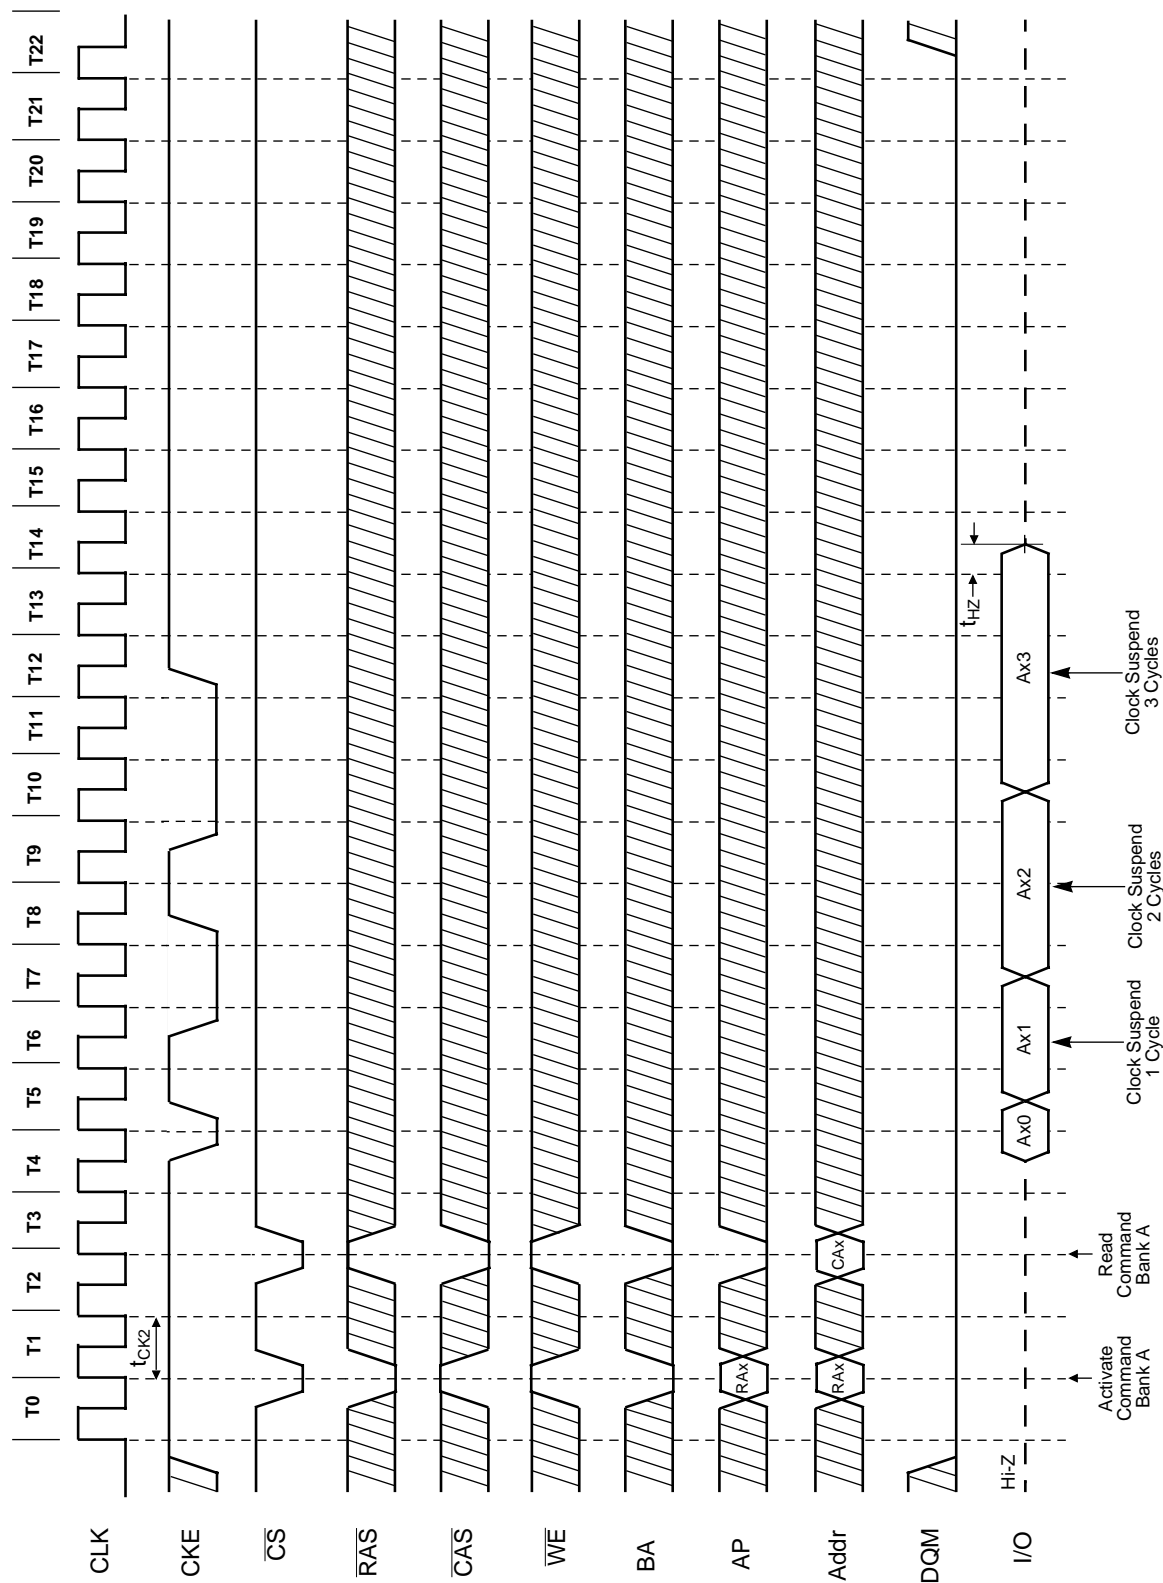 T0 T1 T2 T3 T4 T5 T6 T7 T8 T9 T10 T11 T12 T13 T14 T15 T16 T17 T18 T19 T20 T21 T22
CLK
tCK2
CKE
CS
RAS
CAS
WE
BA
AP
RAx
Addr
RAx CAx
DQM
tHZ
I/O
Hi-Z
Ax0 Ax1 Ax2 Ax3
Activate
Command
Bank A
Read
Command
Bank A
Clock Suspend
1 Cycle
Clock Suspend
2 Cycles
Clock Suspend
3 Cycles